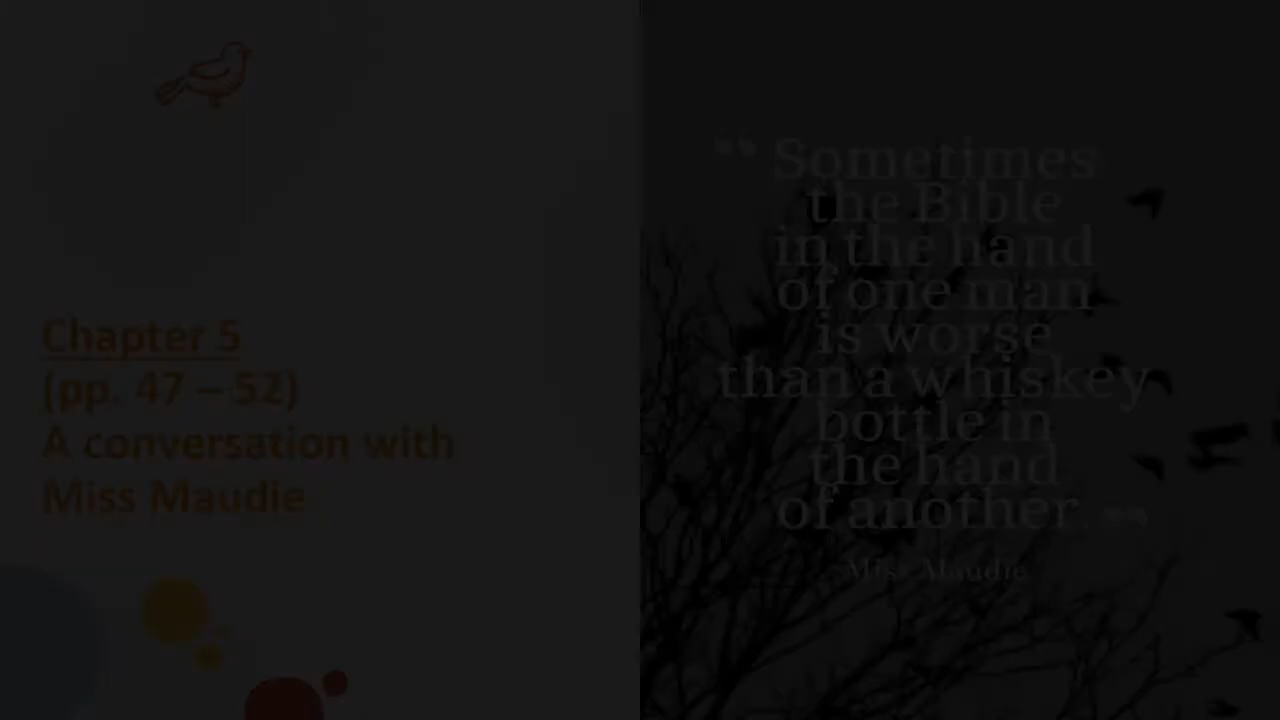 Chapter 5
(pp. 47 – 52)
A conversation with
Miss Maudie
“ Sometimes
the Bible
in the hand
of one man
is worse
than a whiskey
bottle in
the hand
of another. ”
Miss Maudie